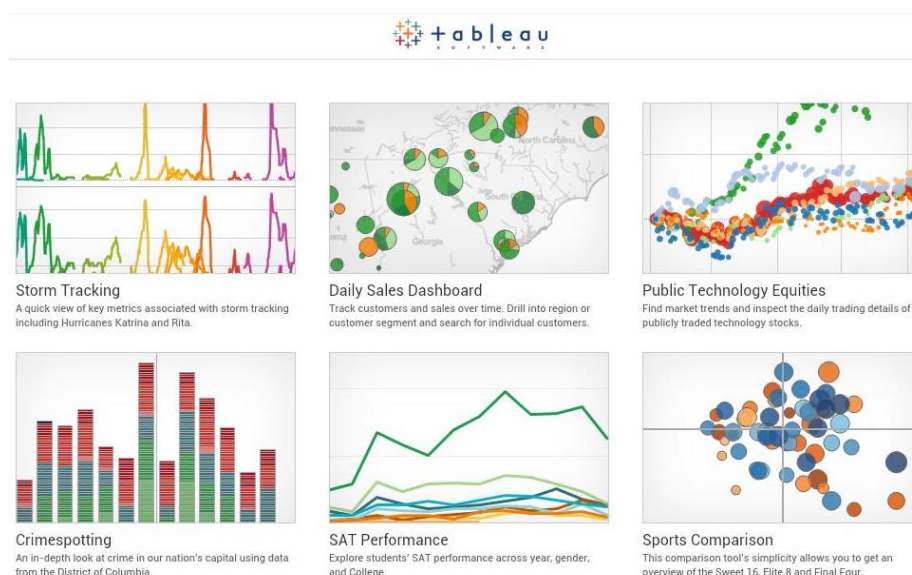 +ableau
SOFTWARE
North Carolina
Georgia
Storm Tracking
A quick view of key metrics associated with storm tracking
including Hurricanes Katrina and Rita.
Daily Sales Dashboard
Track customers and sales over time. Drill into region or
customer segment and search for individual customers.
Public Technology Equities
Find market trends and inspect the daily trading details of
publicly traded technology stocks.
Crimespotting
An in-depth look at crime in our nation's capital using data
from the District of Columbia.
SAT Performance
Explore students' SAT performance across year, gender,
and College.
Sports Comparison
This comparison tool's simplicity allows you to get an
overview of the Sweet 16, Elite 8 and Final Four.